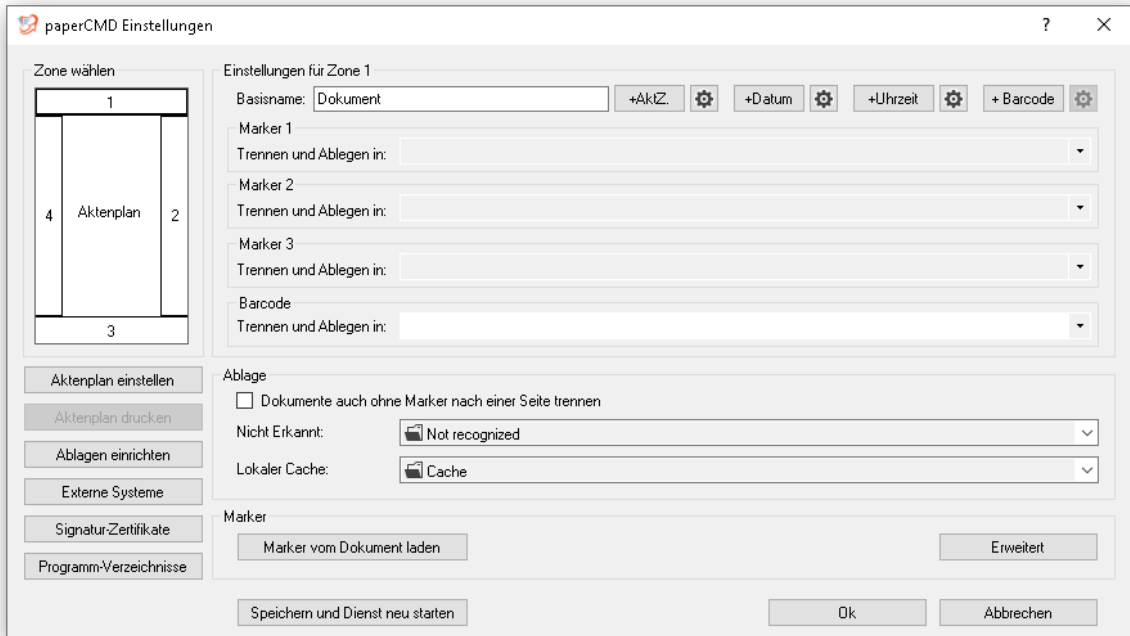 paperCMD Einstellungen
Zone wählen
1
4 Aktenplan 2
3
Aktenplan einstellen
Aktenplan drucken
Ablagen einrichten
Externe Systeme
Signatur-Zertifikate
Programm-Verzeichnisse
Einstellungen für Zone 1
Basisname: Dokument +AktZ. +Datum +Uhrzeit + Barcode
Marker 1
Trennen und Ablegen in:
Marker 2
Trennen und Ablegen in:
Marker 3
Trennen und Ablegen in:
Barcode
Trennen und Ablegen in:
Ablage
Dokumente auch ohne Marker nach einer Seite trennen
Nicht Erkannt: Not recognized
Lokaler Cache: Cache
Marker
Marker vom Dokument laden Erweitert
Speichern und Dienst neu starten Ok Abbrechen